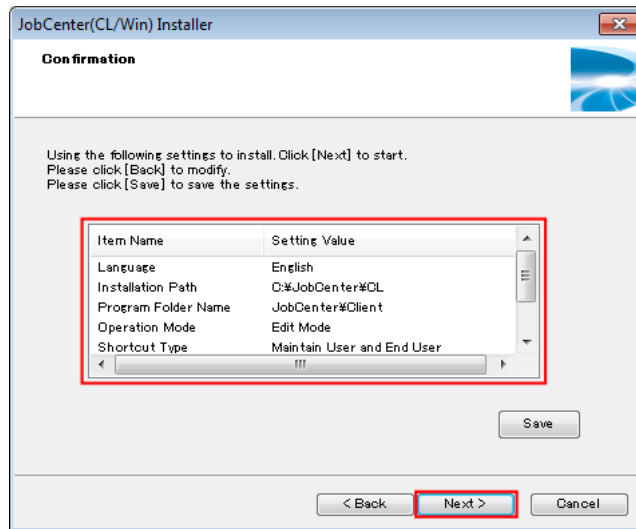 JobCenter(CL/Win) Installer
Confirmation
Using the following settings to install. Click [Next] to start.
Please click [Back] to modify.
Please click [Save] to save the settings.
Item Name Setting Value
Language English
Installation Path C:¥JobCenter¥CL
Program Folder Name JobCenter¥Client
Operation Mode Edit Mode
Shortcut Type Maintain User and End User
Save
< Back Next > Cancel